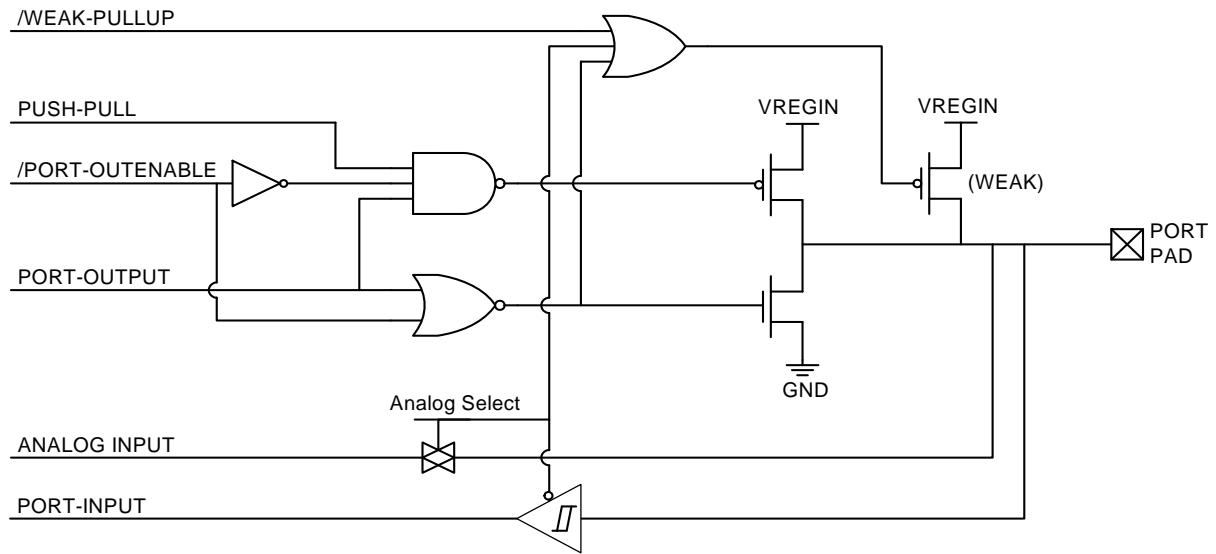 /WEAK-PULLUP
PUSH-PULL
VREGIN
VREGIN
/PORT-OUTENABLE
(WEAK)
PORT
PAD
PORT-OUTPUT
GND
Analog Select
ANALOG INPUT
PORT-INPUT